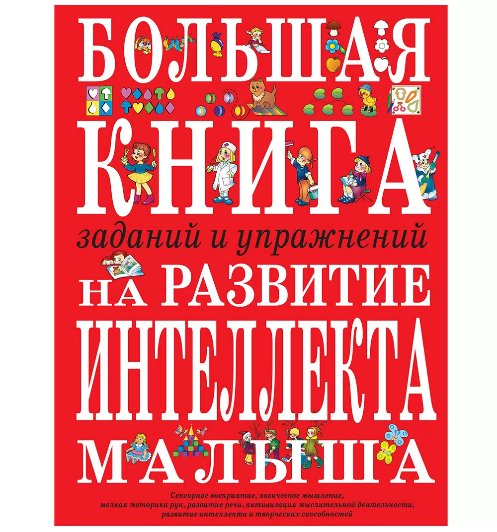 БОЛЬШАЯ
КНИГА
заданий и упражнений
НА РАЗВИТИЕ
ИНТЕЛЛЕКТА
МАЛЫША
Сенсорное восприятие, логическое мышление,
мелкая моторика рук, развитие речи, активизация мыслительной деятельности,
развитие интеллекта и творческих способностей